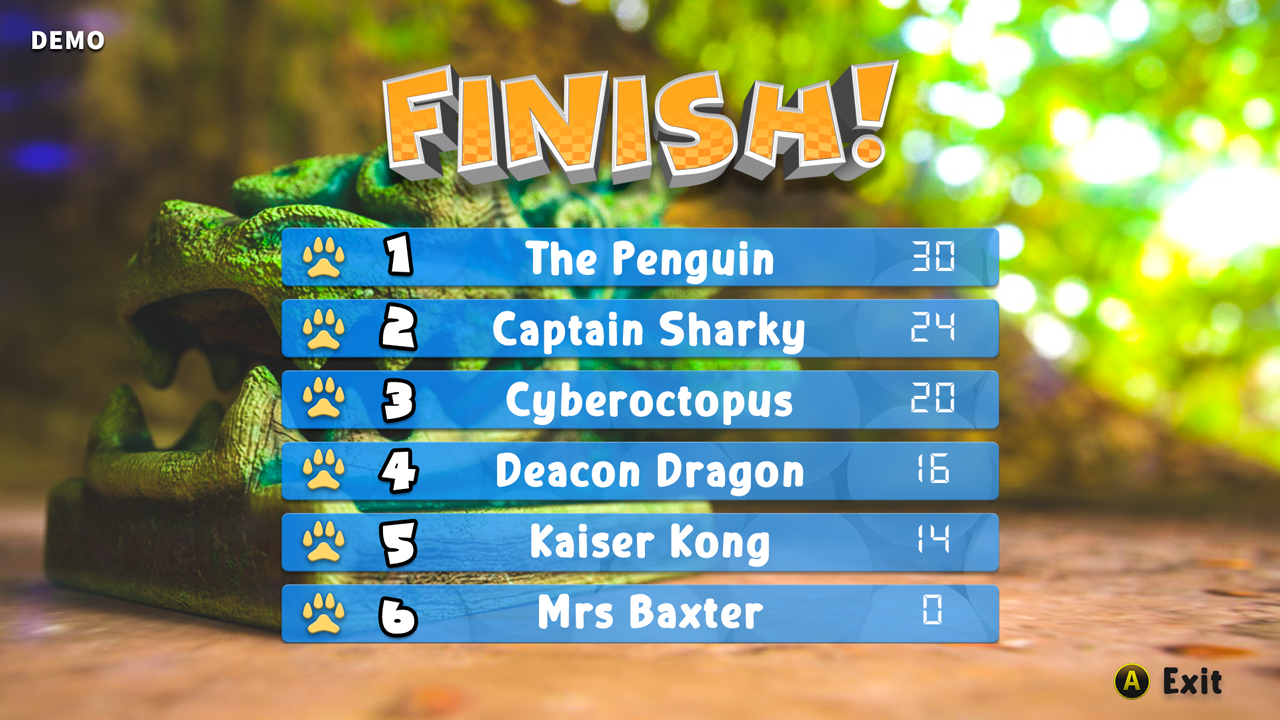 DEMO
FINISH!
1 The Penguin 30
2 Captain Sharky 24
3 Cyberoctopus 20
4 Deacon Dragon 16
5 Kaiser Kong 14
6 Mrs Baxter 0
A Exit